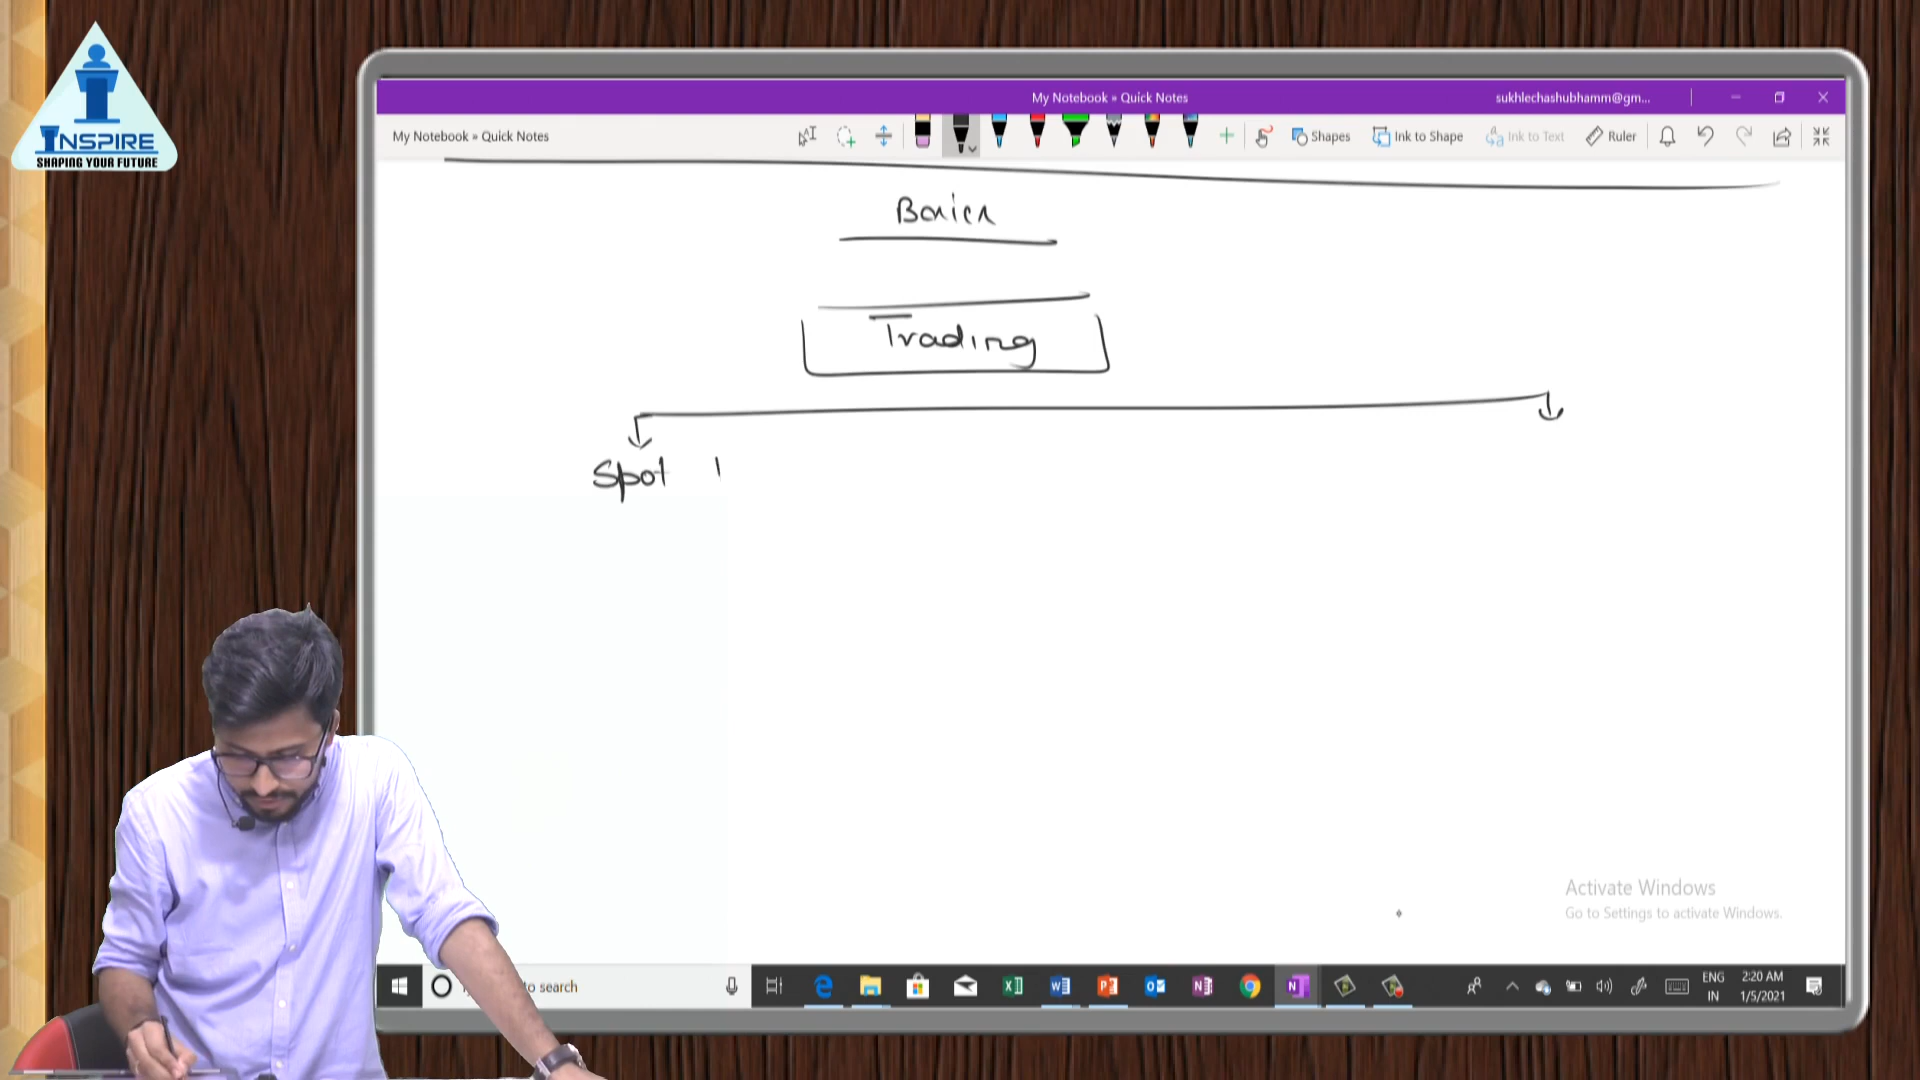 INSPIRE
SHAPING YOUR FUTURE
My Notebook » Quick Notes
sukhlechashubhamm@gm...
My Notebook » Quick Notes
Shapes
Ink to Shape
Ink to Text
Ruler
Basics
Trading
Spot
Activate Windows
Go to Settings to activate Windows.
to search
ENG
IN
2:20 AM
1/5/2021